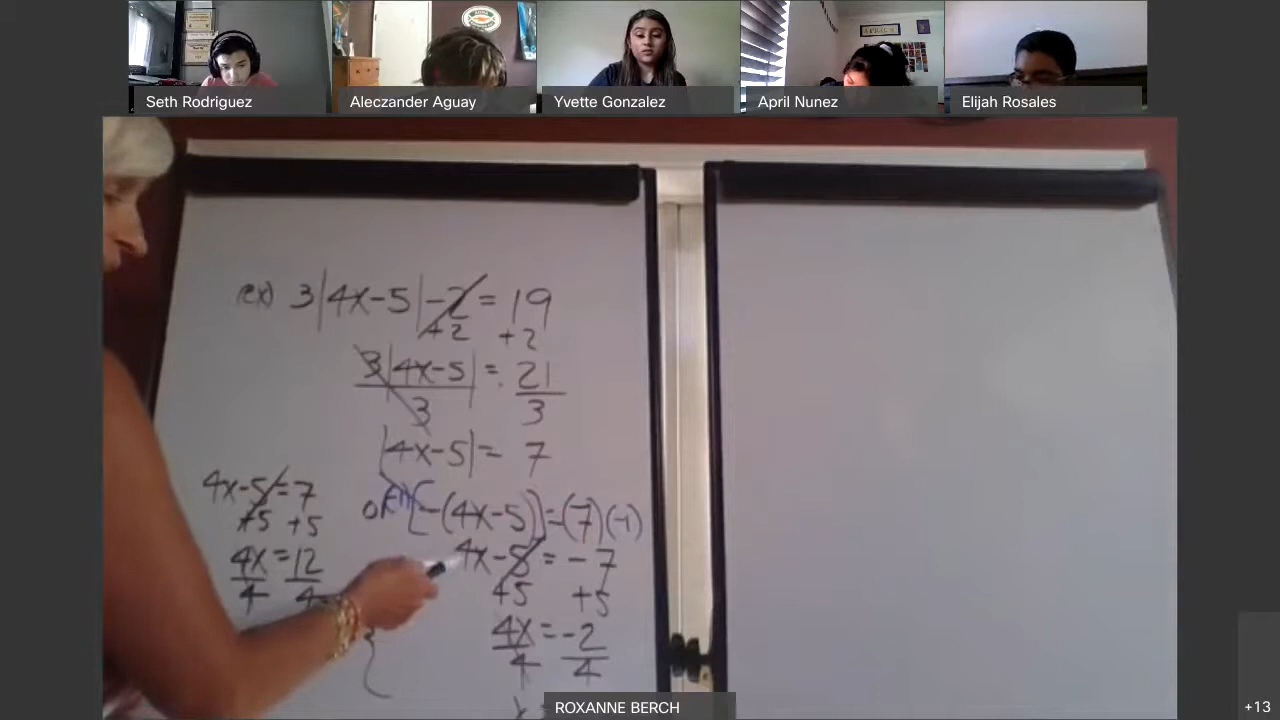 Seth Rodriguez
Aleczander Aguay
Yvette Gonzalez
April Nunez
Elijah Rosales
ex) 3|4x-5|-2=19
+2 +2
3|4x-5| = 21
3 3
|4x-5| = 7
4x-5=7
+5 +5
4x=12
4 4
or (-1)[-(4x-5)]=(7)(-1)
4x-5 = -7
+5 +5
4x = -2
4 4
x =
ROXANNE BERCH
+13